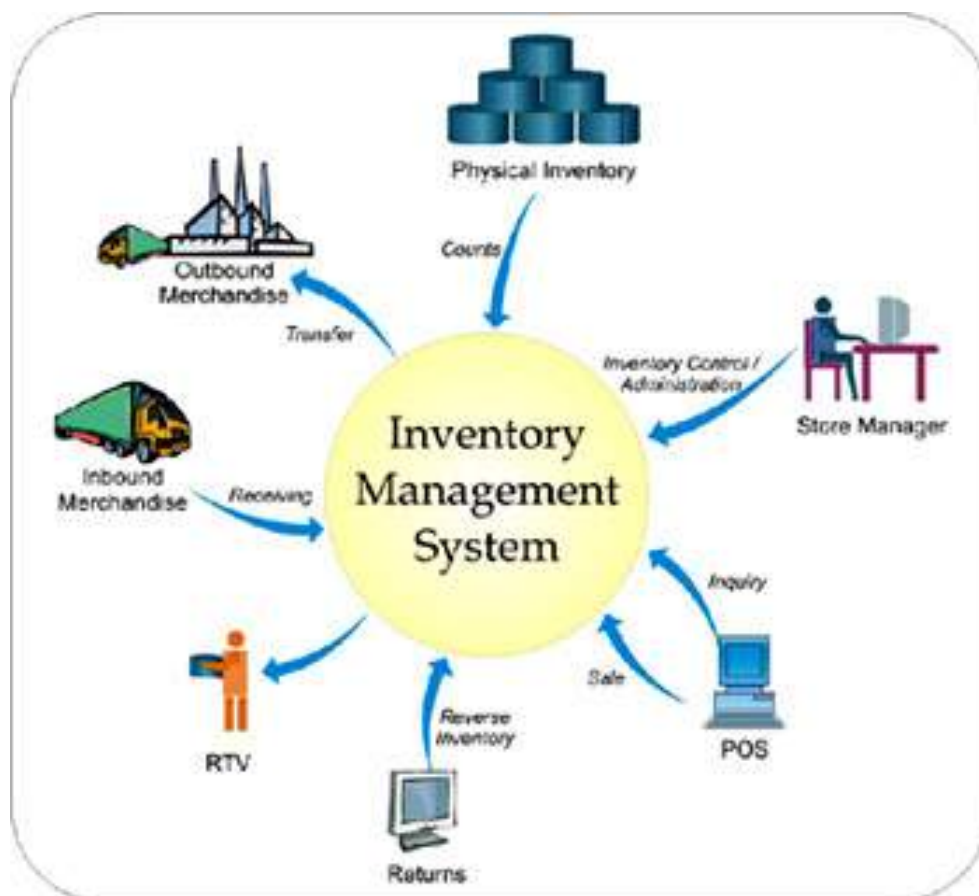 Physical Inventory
Counts
Outbound
Merchandise
Transfer
Inventory Control /
Administration
Store Manager
Inventory
Management
System
Inbound
Merchandise
Receiving
Inquiry
Sale
POS
RTV
Reverse
Inventory
Returns